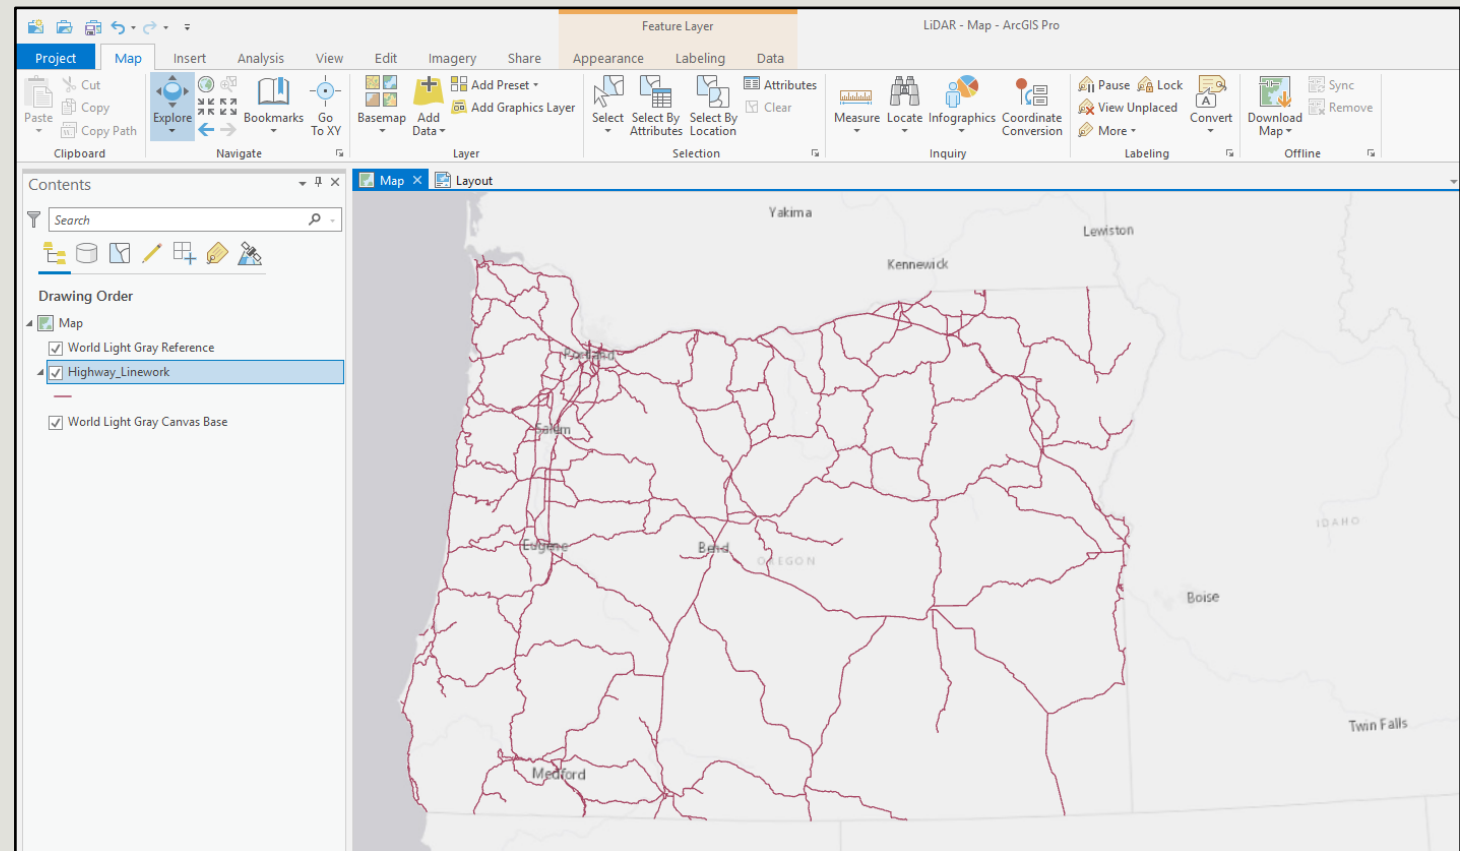 Feature Layer
LiDAR - Map - ArcGIS Pro
Project Map Insert Analysis View Edit Imagery Share Appearance Labeling Data
Paste
Cut
Copy
Copy Path
Clipboard
Explore
Bookmarks
Go
To XY
Navigate
Basemap
Add
Data
Add Preset
Add Graphics Layer
Layer
Select
Select By
Attributes
Select By
Location
Attributes
Clear
Selection
Measure
Locate
Infographics
Coordinate
Conversion
Inquiry
Pause
Lock
View Unplaced
More
Convert
Labeling
Download
Map
Sync
Remove
Offline
Contents
Search
Drawing Order
Map
World Light Gray Reference
Highway_Linework
World Light Gray Canvas Base
Map
Layout
Yakima
Lewiston
Kennewick
Portland
Salem
IDAHO
Eugene
Bend
OREGON
Boise
Twin Falls
Medford